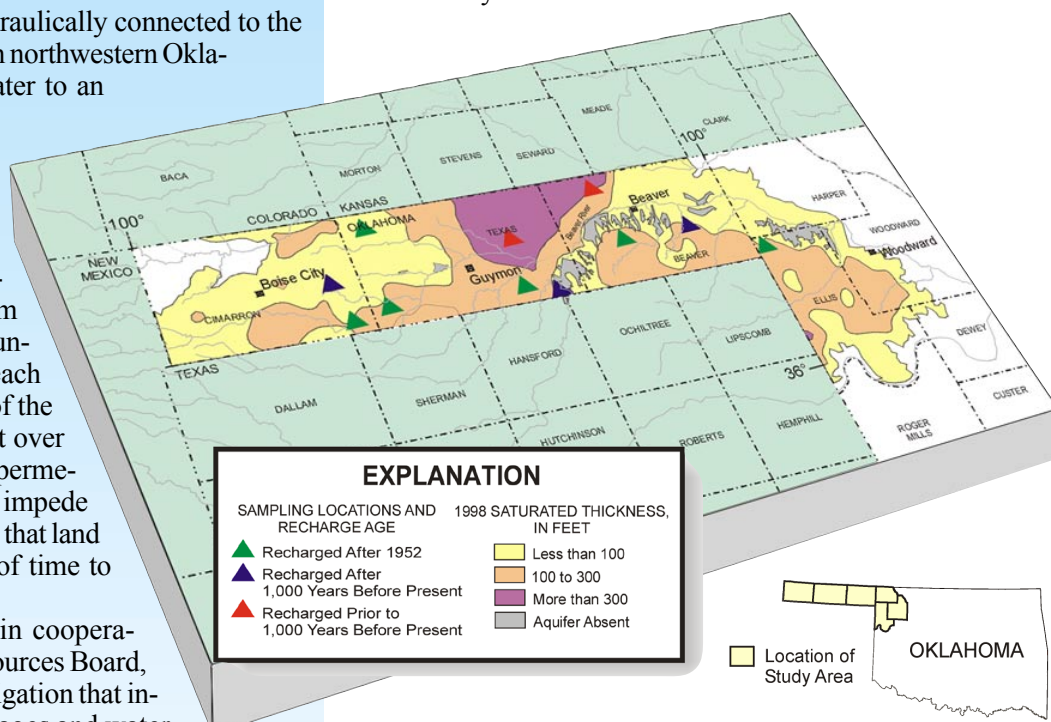 raulically connected to the
n northwestern Okla-
ater to an
m
un-
each
of the
t over
perme-
impede
that land
of time to
in coopera-
ources Board,
igation that in-
MEADE
CLARK
100°
STEVENS
SEWARD
MORTON
BACA
HARPER
WOODWARD
Woodward
100°
COLORADO
KANSAS
OKLAHOMA
NEW
MEXICO
TEXAS
Beaver River
Beaver
BEAVER
Boise City
Guymon
CIMARRON
ELLIS
TEXAS
DALLAM
SHERMAN
HANSFORD
OCHILTREE
LIPSCOMB
36°
DEWEY
CUSTER
ROGER
MILLS
HEMPHILL
ROBERTS
HUTCHINSON
EXPLANATION
SAMPLING LOCATIONS AND
RECHARGE AGE
Recharged After 1952
Recharged After
1,000 Years Before Present
Recharged Prior to
1,000 Years Before Present
1998 SATURATED THICKNESS,
IN FEET
Less than 100
100 to 300
More than 300
Aquifer Absent
Location of
Study Area
OKLAHOMA